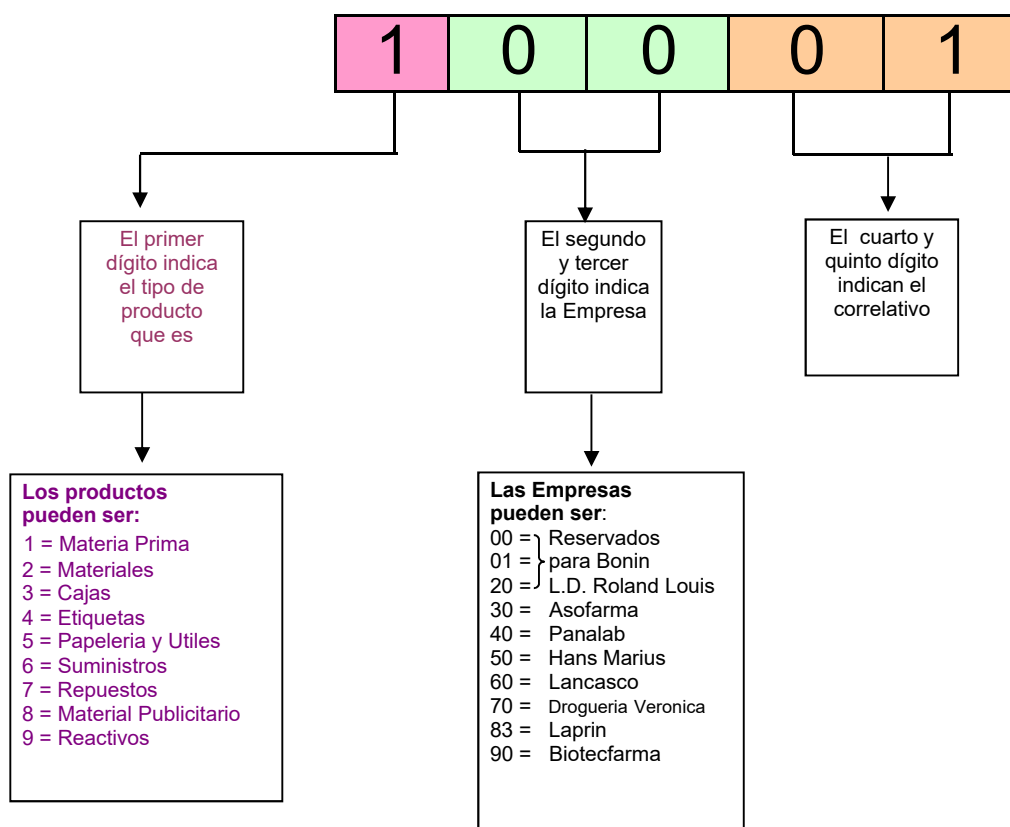 1 0 0 0 1
El primer
dígito indica
el tipo de
producto
que es
El segundo
y tercer
dígito indica
la Empresa
El cuarto y
quinto dígito
indican el
correlativo
Los productos
pueden ser:
1 = Materia Prima
2 = Materiales
3 = Cajas
4 = Etiquetas
5 = Papeleria y Utiles
6 = Suministros
7 = Repuestos
8 = Material Publicitario
9 = Reactivos
Las Empresas
pueden ser:
00 = Reservados
01 = para Bonin
20 = L.D. Roland Louis
30 = Asofarma
40 = Panalab
50 = Hans Marius
60 = Lancasco
70 = Drogueria Veronica
83 = Laprin
90 = Biotecfarma